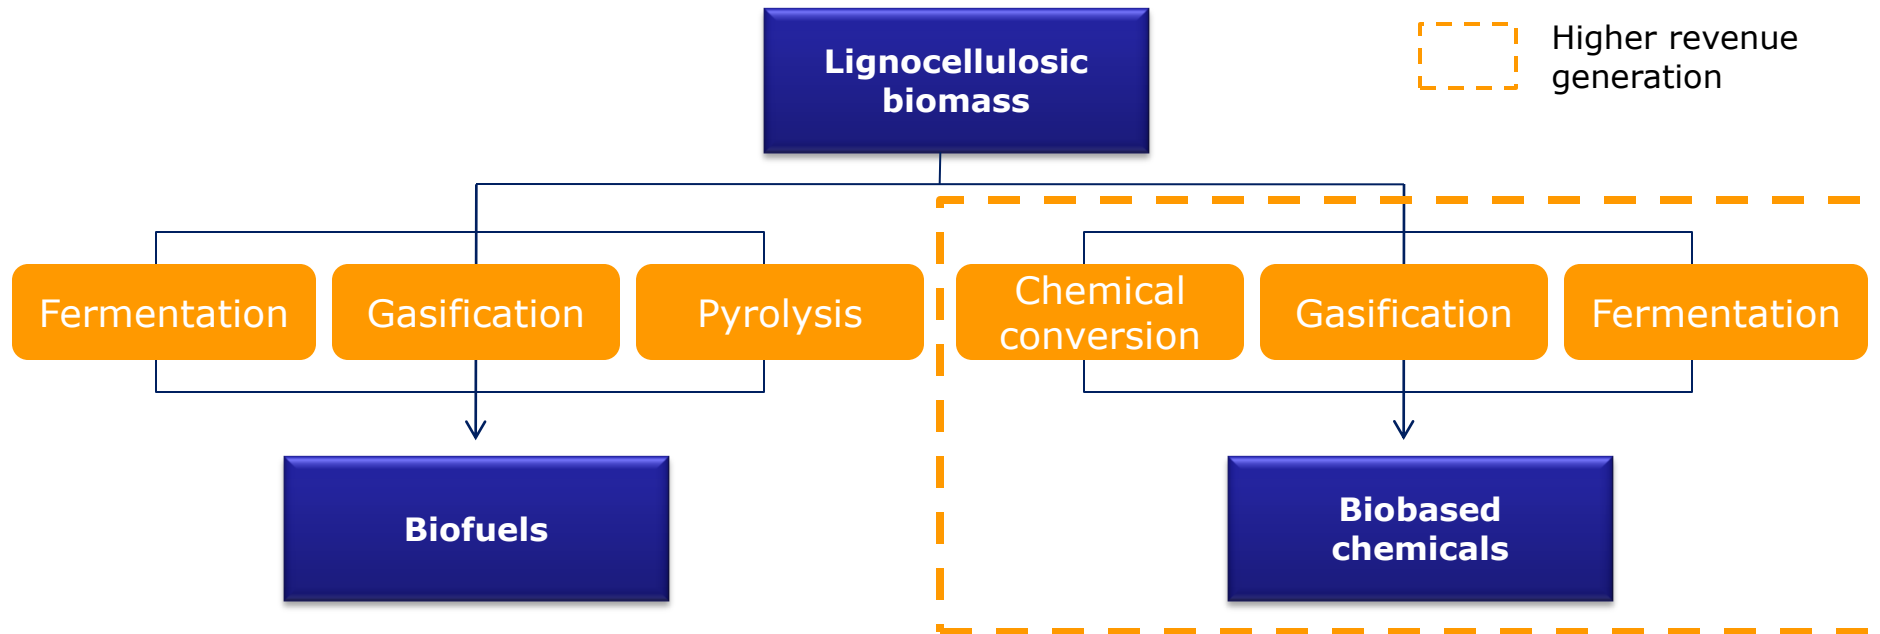 Lignocellulosic
biomass
Higher revenue
generation
Fermentation
Gasification
Pyrolysis
Chemical
conversion
Gasification
Fermentation
Biofuels
Biobased
chemicals